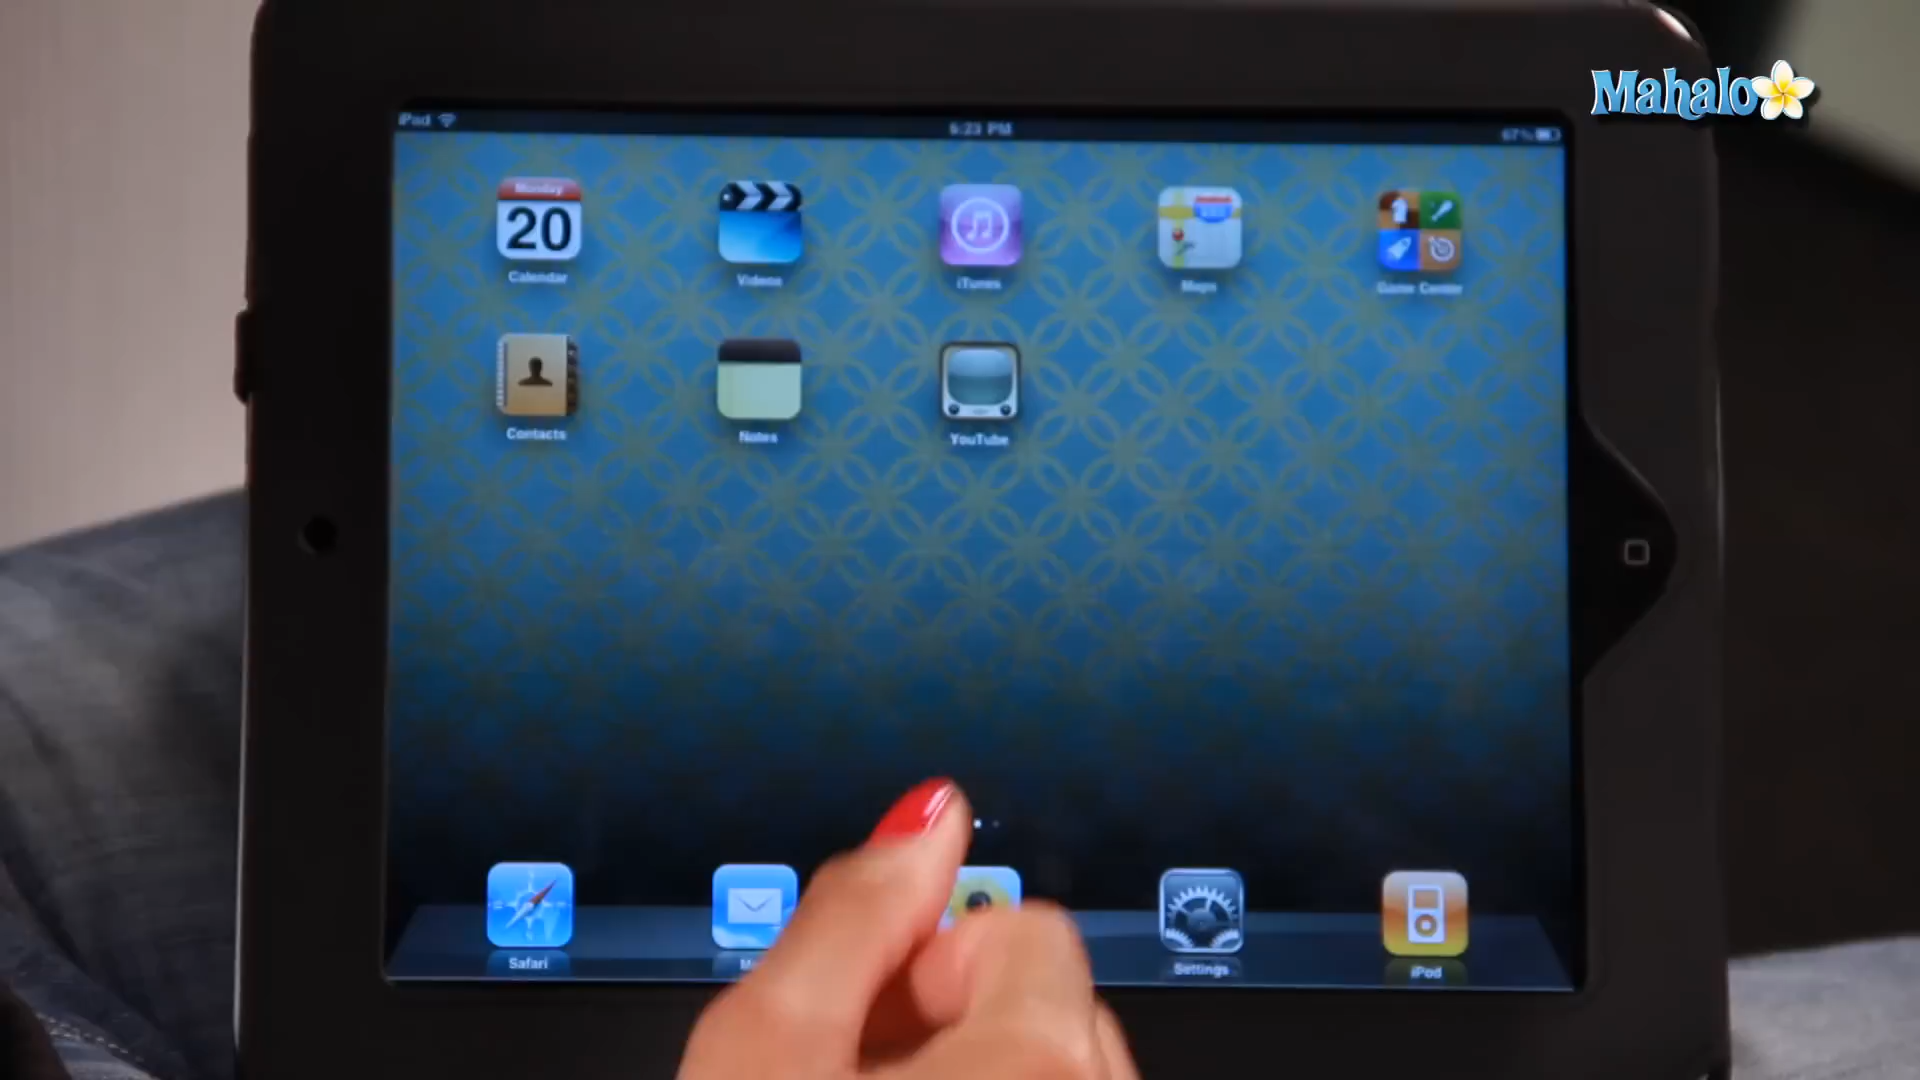 Mahalo
iPad
5:23 PM
67%
Monday
20
Calendar
Videos
iTunes
Maps
Game Center
Contacts
Notes
YouTube
Safari
Settings
iPod